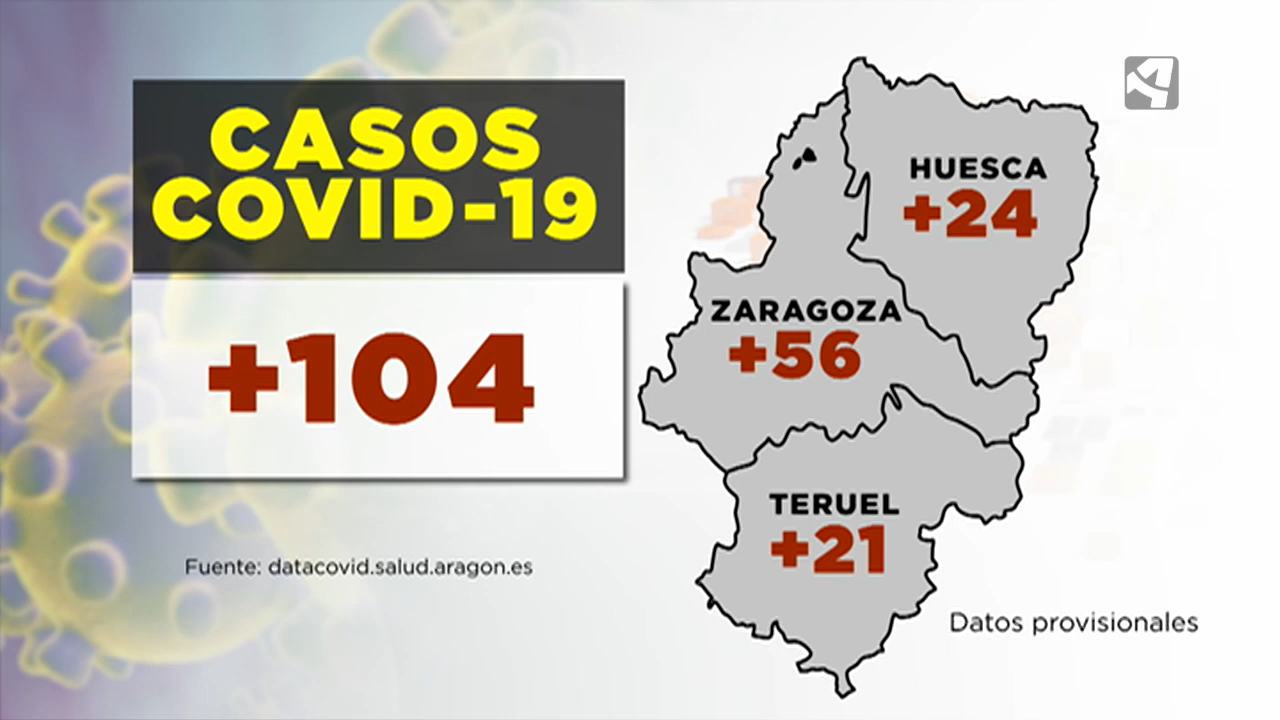 CASOS
COVID-19
+104
Fuente: datacovid.salud.aragon.es
HUESCA
+24
ZARAGOZA
+56
TERUEL
+21
Datos provisionales